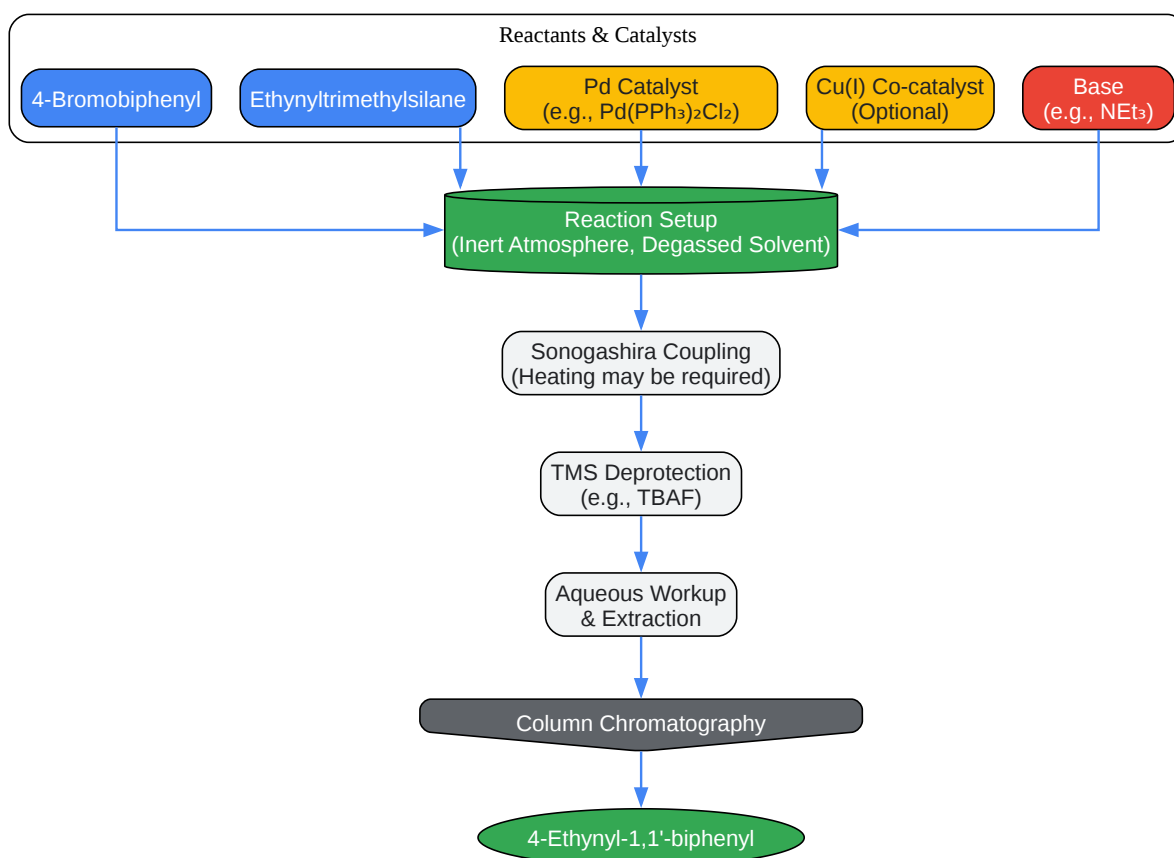 Reactants & Catalysts
4-Bromobiphenyl
Ethynyltrimethylsilane
Pd Catalyst
(e.g., Pd(PPh₃)₂Cl₂)
Cu(I) Co-catalyst
(Optional)
Base
(e.g., NEt₃)
Reaction Setup
(Inert Atmosphere, Degassed Solvent)
Sonogashira Coupling
(Heating may be required)
TMS Deprotection
(e.g., TBAF)
Aqueous Workup
& Extraction
Column Chromatography
4-Ethynyl-1,1'-biphenyl